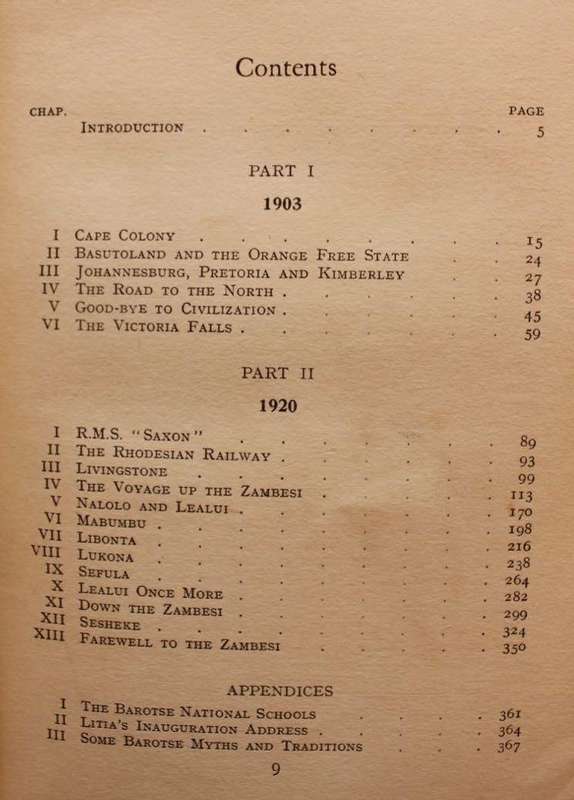 Contents
CHAP. PAGE
INTRODUCTION . . . . . . . . 5
PART I
1903
I CAPE COLONY . . . . . . . 15
II BASUTOLAND AND THE ORANGE FREE STATE . . 24
III JOHANNESBURG, PRETORIA AND KIMBERLEY . . 27
IV THE ROAD TO THE NORTH . . . . . . 38
V GOOD-BYE TO CIVILIZATION . . . . . . 45
VI THE VICTORIA FALLS . . . . . . . 59
PART II
1920
I R.M.S. "SAXON" . . . . . . . 89
II THE RHODESIAN RAILWAY . . . . . . 93
III LIVINGSTONE . . . . . . . . 99
IV THE VOYAGE UP THE ZAMBESI . . . . . 113
V NALOLO AND LEALUI . . . . . . . 170
VI MABUMBU . . . . . . . . . 198
VII LIBONTA . . . . . . . . . 216
VIII LUKONA . . . . . . . . . 238
IX SEFULA . . . . . . . . . 264
X LEALUI ONCE MORE . . . . . . . 282
XI DOWN THE ZAMBESI . . . . . . . 299
XII SESHEKE . . . . . . . . . 324
XIII FAREWELL TO THE ZAMBESI . . . . . . 350
APPENDICES
I THE BAROTSE NATIONAL SCHOOLS . . . . 361
II LITIA'S INAUGURATION ADDRESS . . . . . 364
III SOME BAROTSE MYTHS AND TRADITIONS . . . 367
9